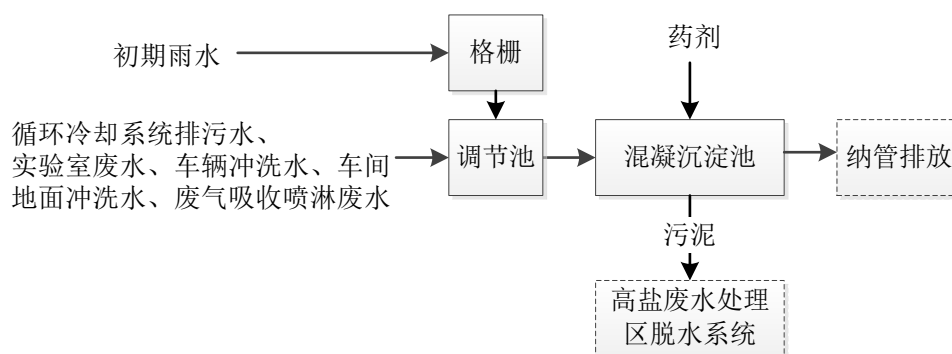 初期雨水
格栅
药剂
循环冷却系统排污水、
实验室废水、车辆冲洗水、车间
地面冲洗水、废气吸收喷淋废水
调节池
混凝沉淀池
纳管排放
污泥
高盐废水处理
区脱水系统